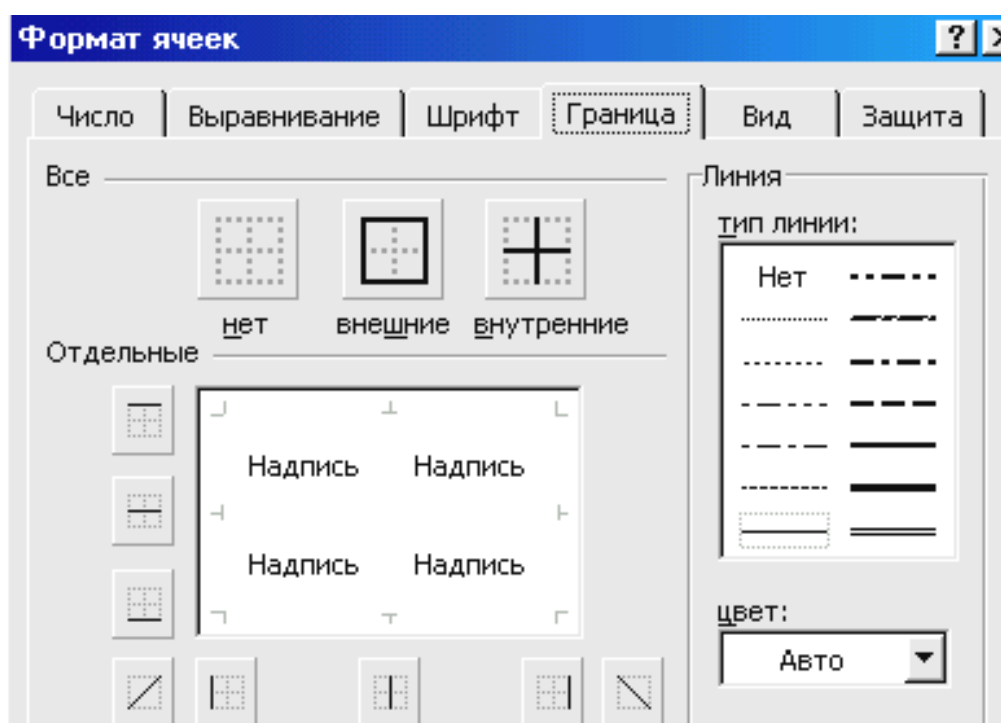 Формат ячеек
Число Выравнивание Шрифт Граница Вид Защита
Все
нет внешние внутренние
Отдельные
Надпись Надпись
Надпись Надпись
Линия
тип линии:
Нет
цвет:
Авто